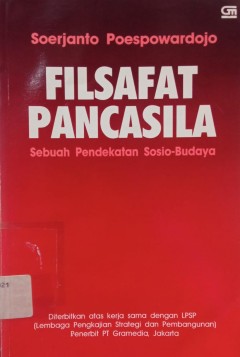 GM
Soerjanto Poespowardojo
FILSAFAT
PANCASILA
Sebuah Pendekatan Sosio-Budaya
Diterbitkan atas kerja sama dengan LPSP
(Lembaga Pengkajian Strategi dan Pembangunan)
Penerbit PT Gramedia, Jakarta